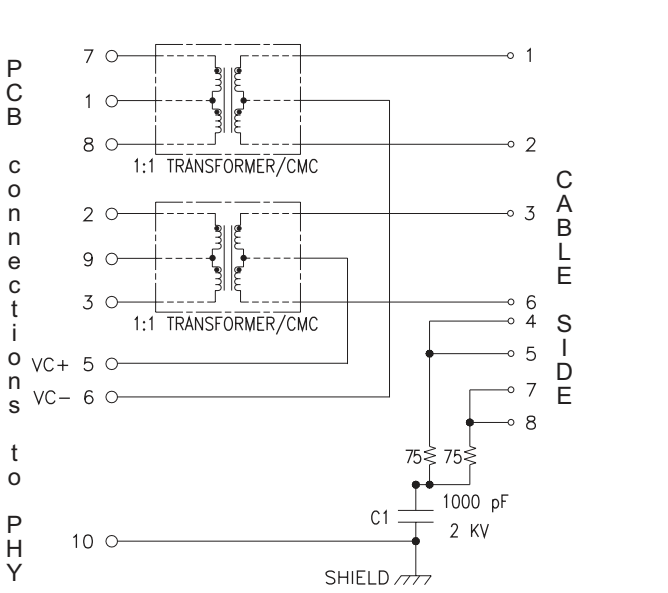 PCB connections to PHY
7
1
8
1:1 TRANSFORMER/CMC
1
2
2
9
3
1:1 TRANSFORMER/CMC
3
6
4
VC+ 5
5
VC- 6
7
8
75
75
1000 pF
C1
2 KV
10
SHIELD
CABLE SIDE